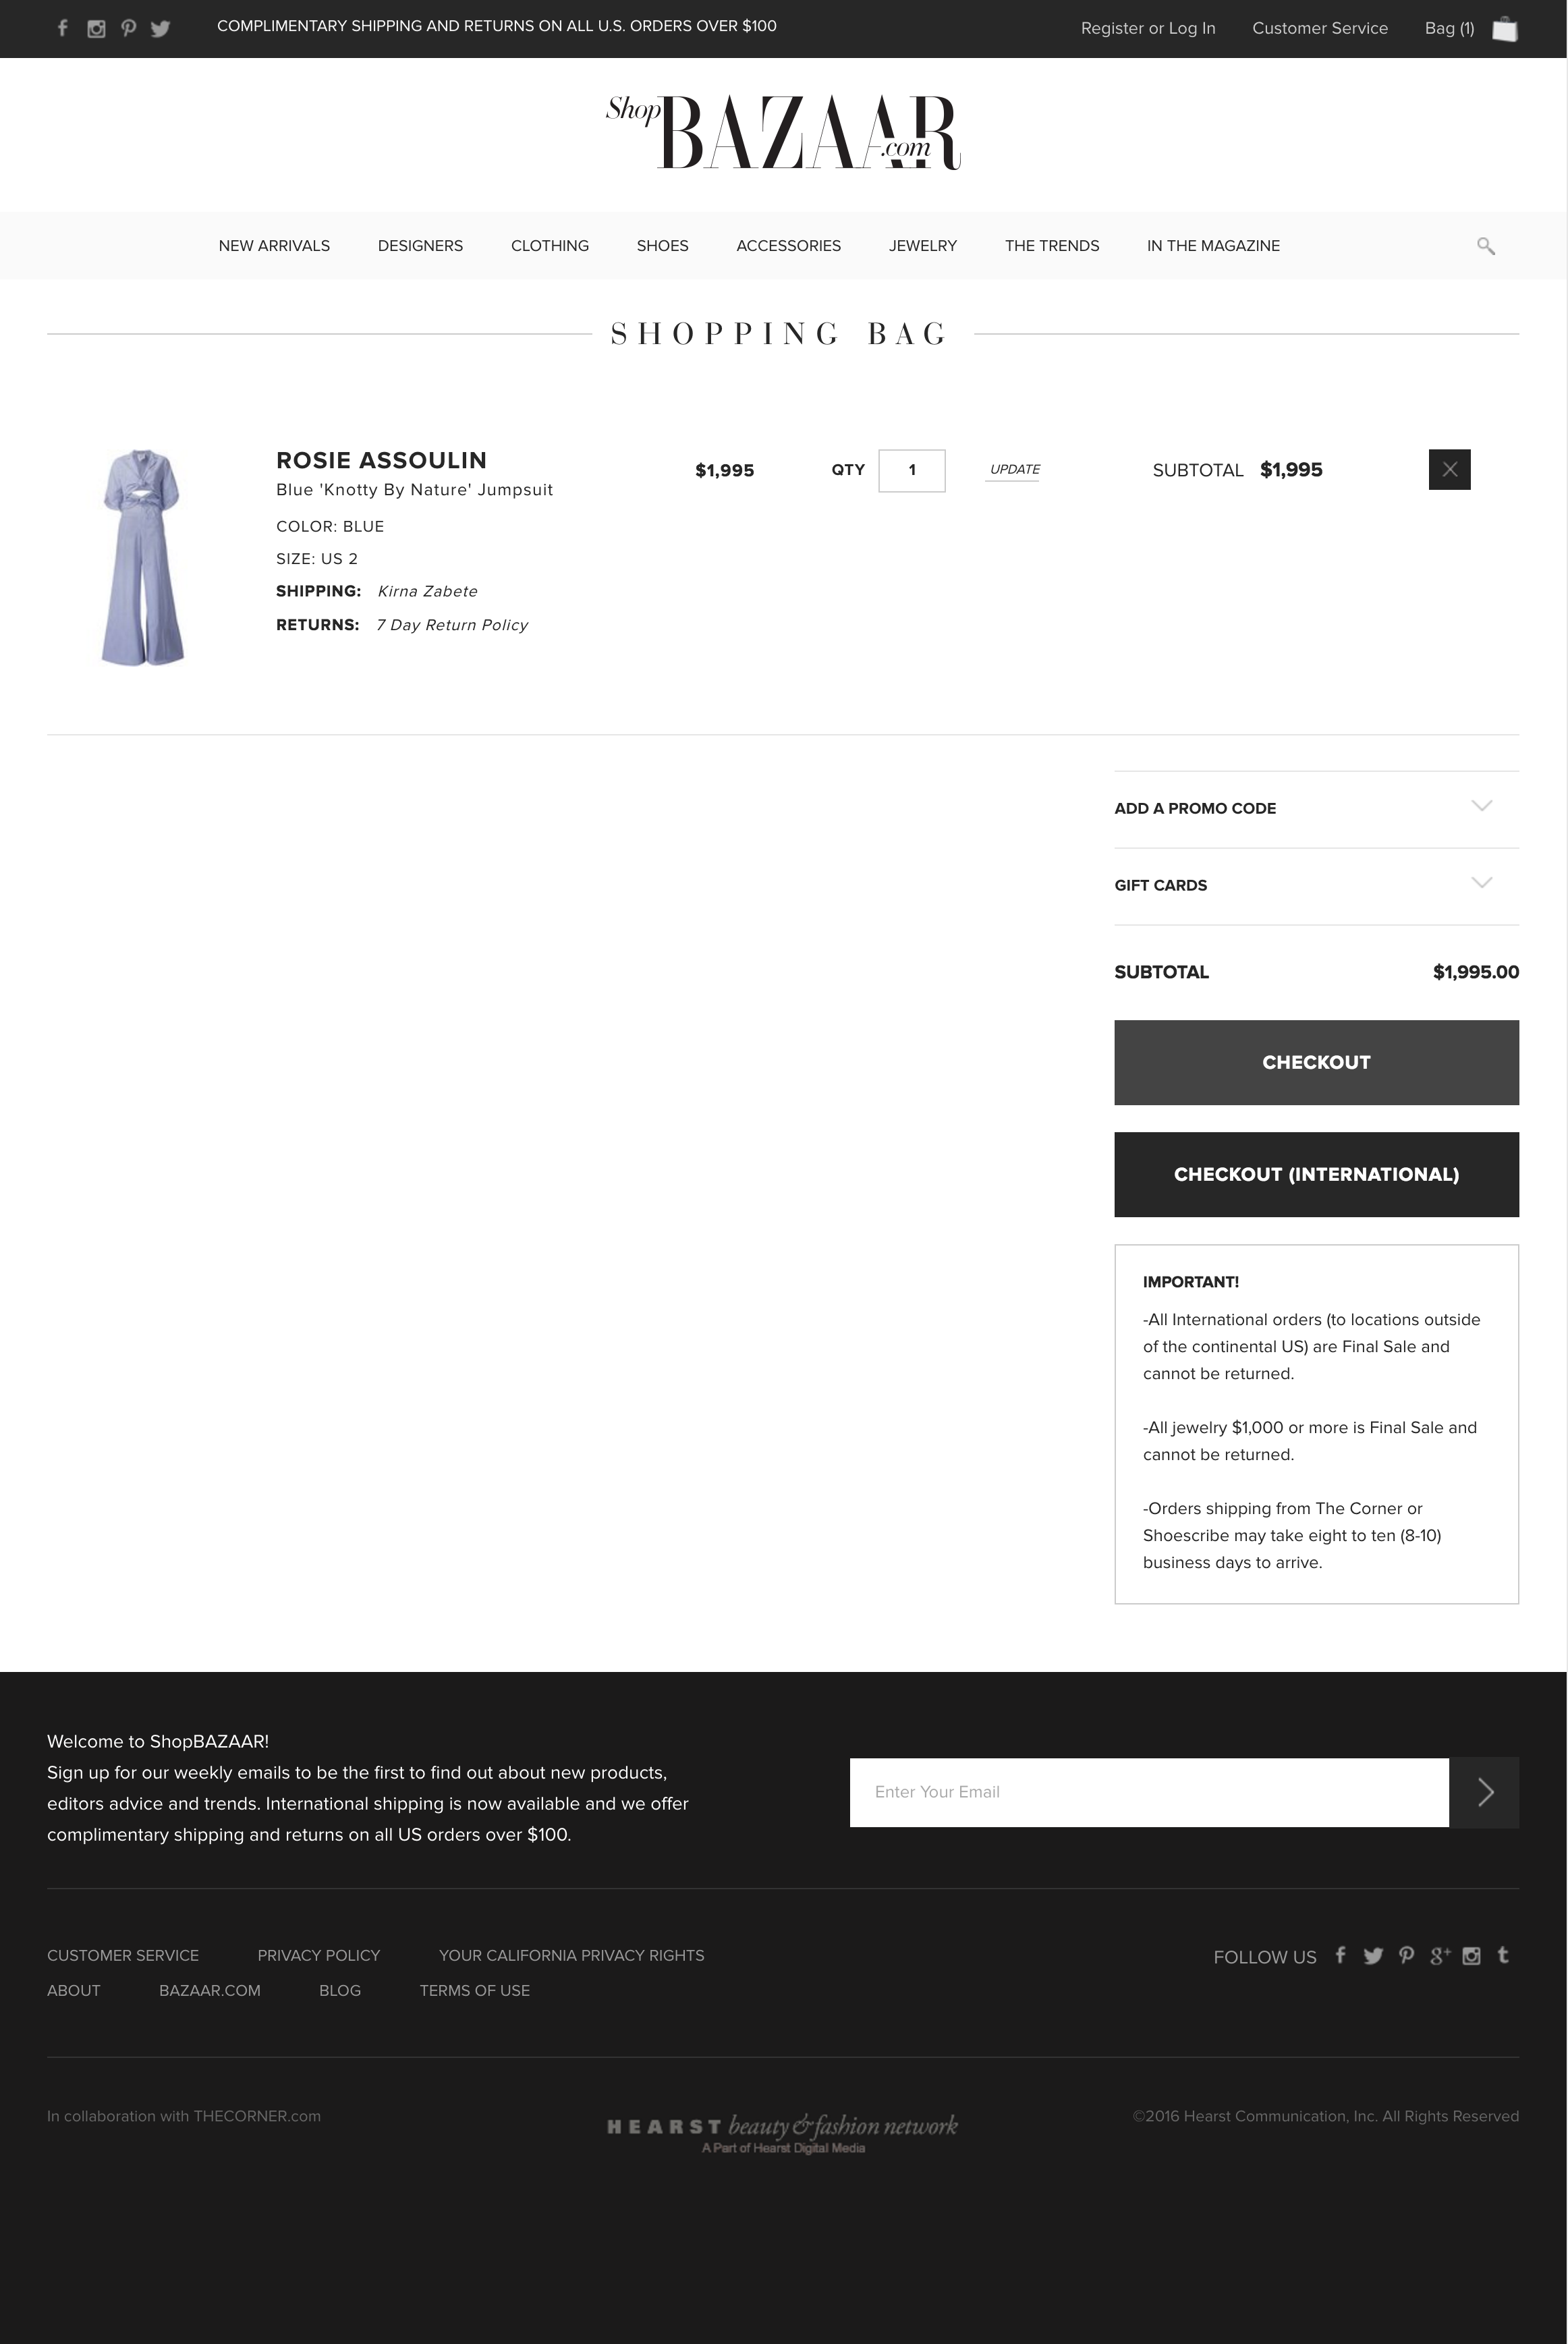 COMPLIMENTARY SHIPPING AND RETURNS ON ALL U.S. ORDERS OVER $100
Register or Log In
Customer Service
Bag (1)
Shop BAZAAR .com
NEW ARRIVALS
DESIGNERS
CLOTHING
SHOES
ACCESSORIES
JEWELRY
THE TRENDS
IN THE MAGAZINE
SHOPPING BAG
ROSIE ASSOULIN
Blue 'Knotty By Nature' Jumpsuit
COLOR: BLUE
SIZE: US 2
SHIPPING: Kirna Zabete
RETURNS: 7 Day Return Policy
$1,995
QTY 1
UPDATE
SUBTOTAL $1,995
ADD A PROMO CODE
GIFT CARDS
SUBTOTAL $1,995.00
CHECKOUT
CHECKOUT (INTERNATIONAL)
IMPORTANT!
-All International orders (to locations outside
of the continental US) are Final Sale and
cannot be returned.
-All jewelry $1,000 or more is Final Sale and
cannot be returned.
-Orders shipping from The Corner or
Shoescribe may take eight to ten (8-10)
business days to arrive.
Welcome to ShopBAZAAR!
Sign up for our weekly emails to be the first to find out about new products,
editors advice and trends. International shipping is now available and we offer
complimentary shipping and returns on all US orders over $100.
Enter Your Email
CUSTOMER SERVICE
PRIVACY POLICY
YOUR CALIFORNIA PRIVACY RIGHTS
ABOUT
BAZAAR.COM
BLOG
TERMS OF USE
FOLLOW US
In collaboration with THECORNER.com
HEARST beauty & fashion network
A Part of Hearst Digital Media
©2016 Hearst Communication, Inc. All Rights Reserved